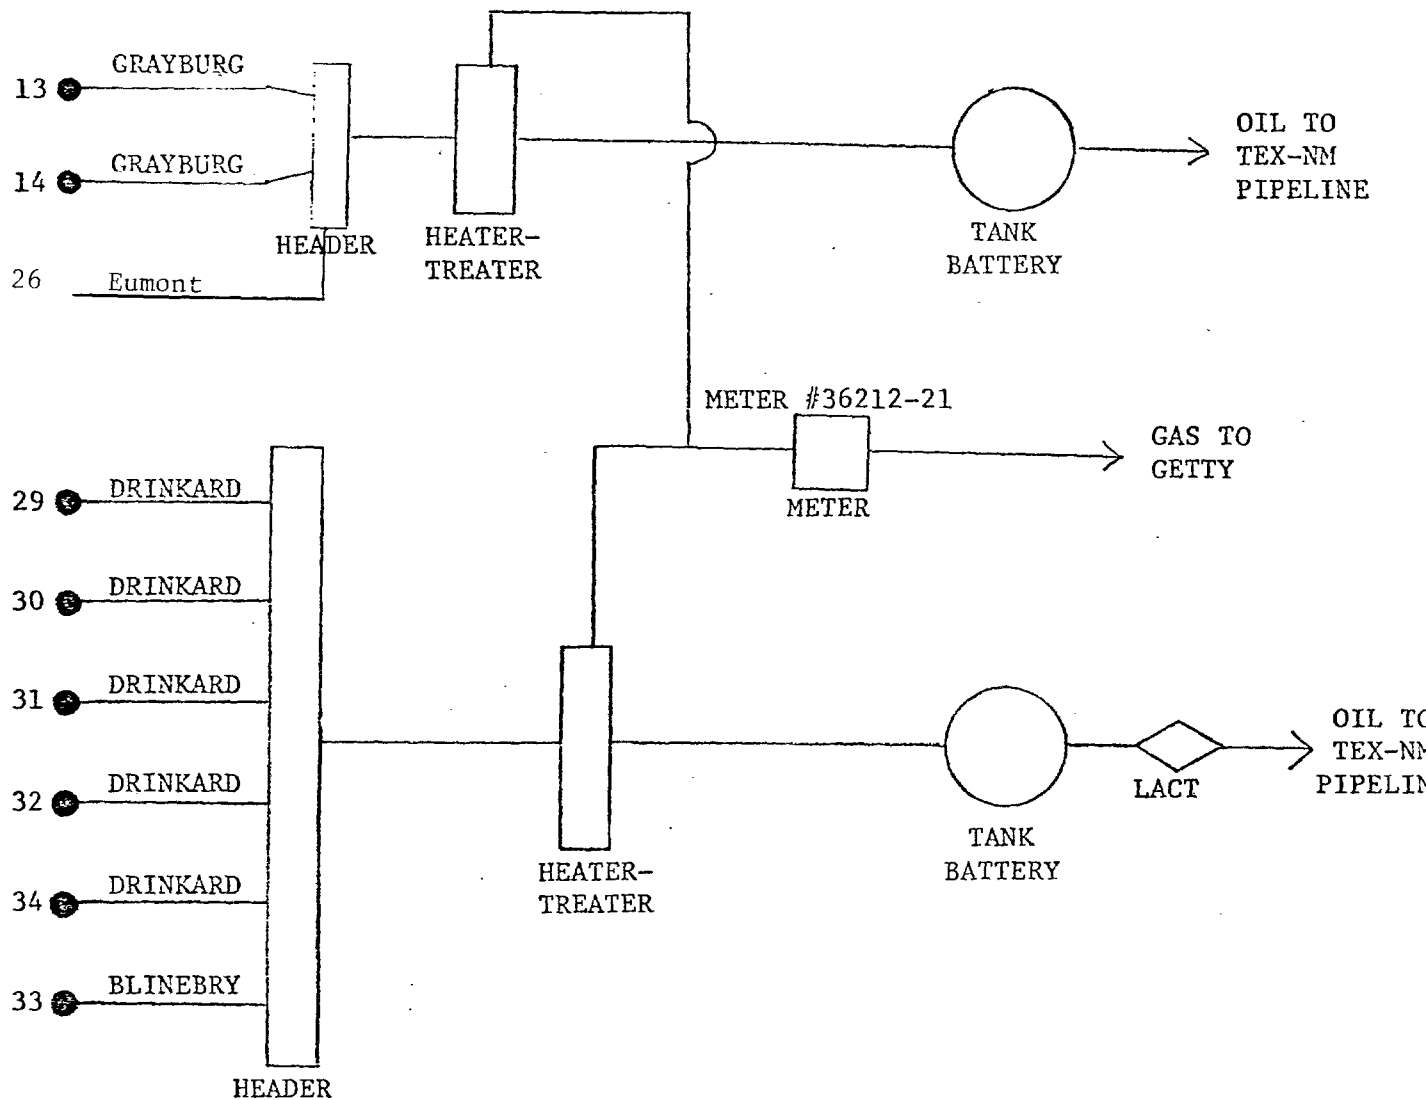 GRAYBURG
13
GRAYBURG
14
HEADER
HEATER-
TREATER
26 Eumont
TANK
BATTERY
OIL TO
TEX-NM
PIPELINE
METER #36212-21
METER
GAS TO
GETTY
29 DRINKARD
30 DRINKARD
31 DRINKARD
32 DRINKARD
34 DRINKARD
33 BLINEBRY
HEADER
HEATER-
TREATER
TANK
BATTERY
LACT
OIL TO
TEX-NM
PIPELIN